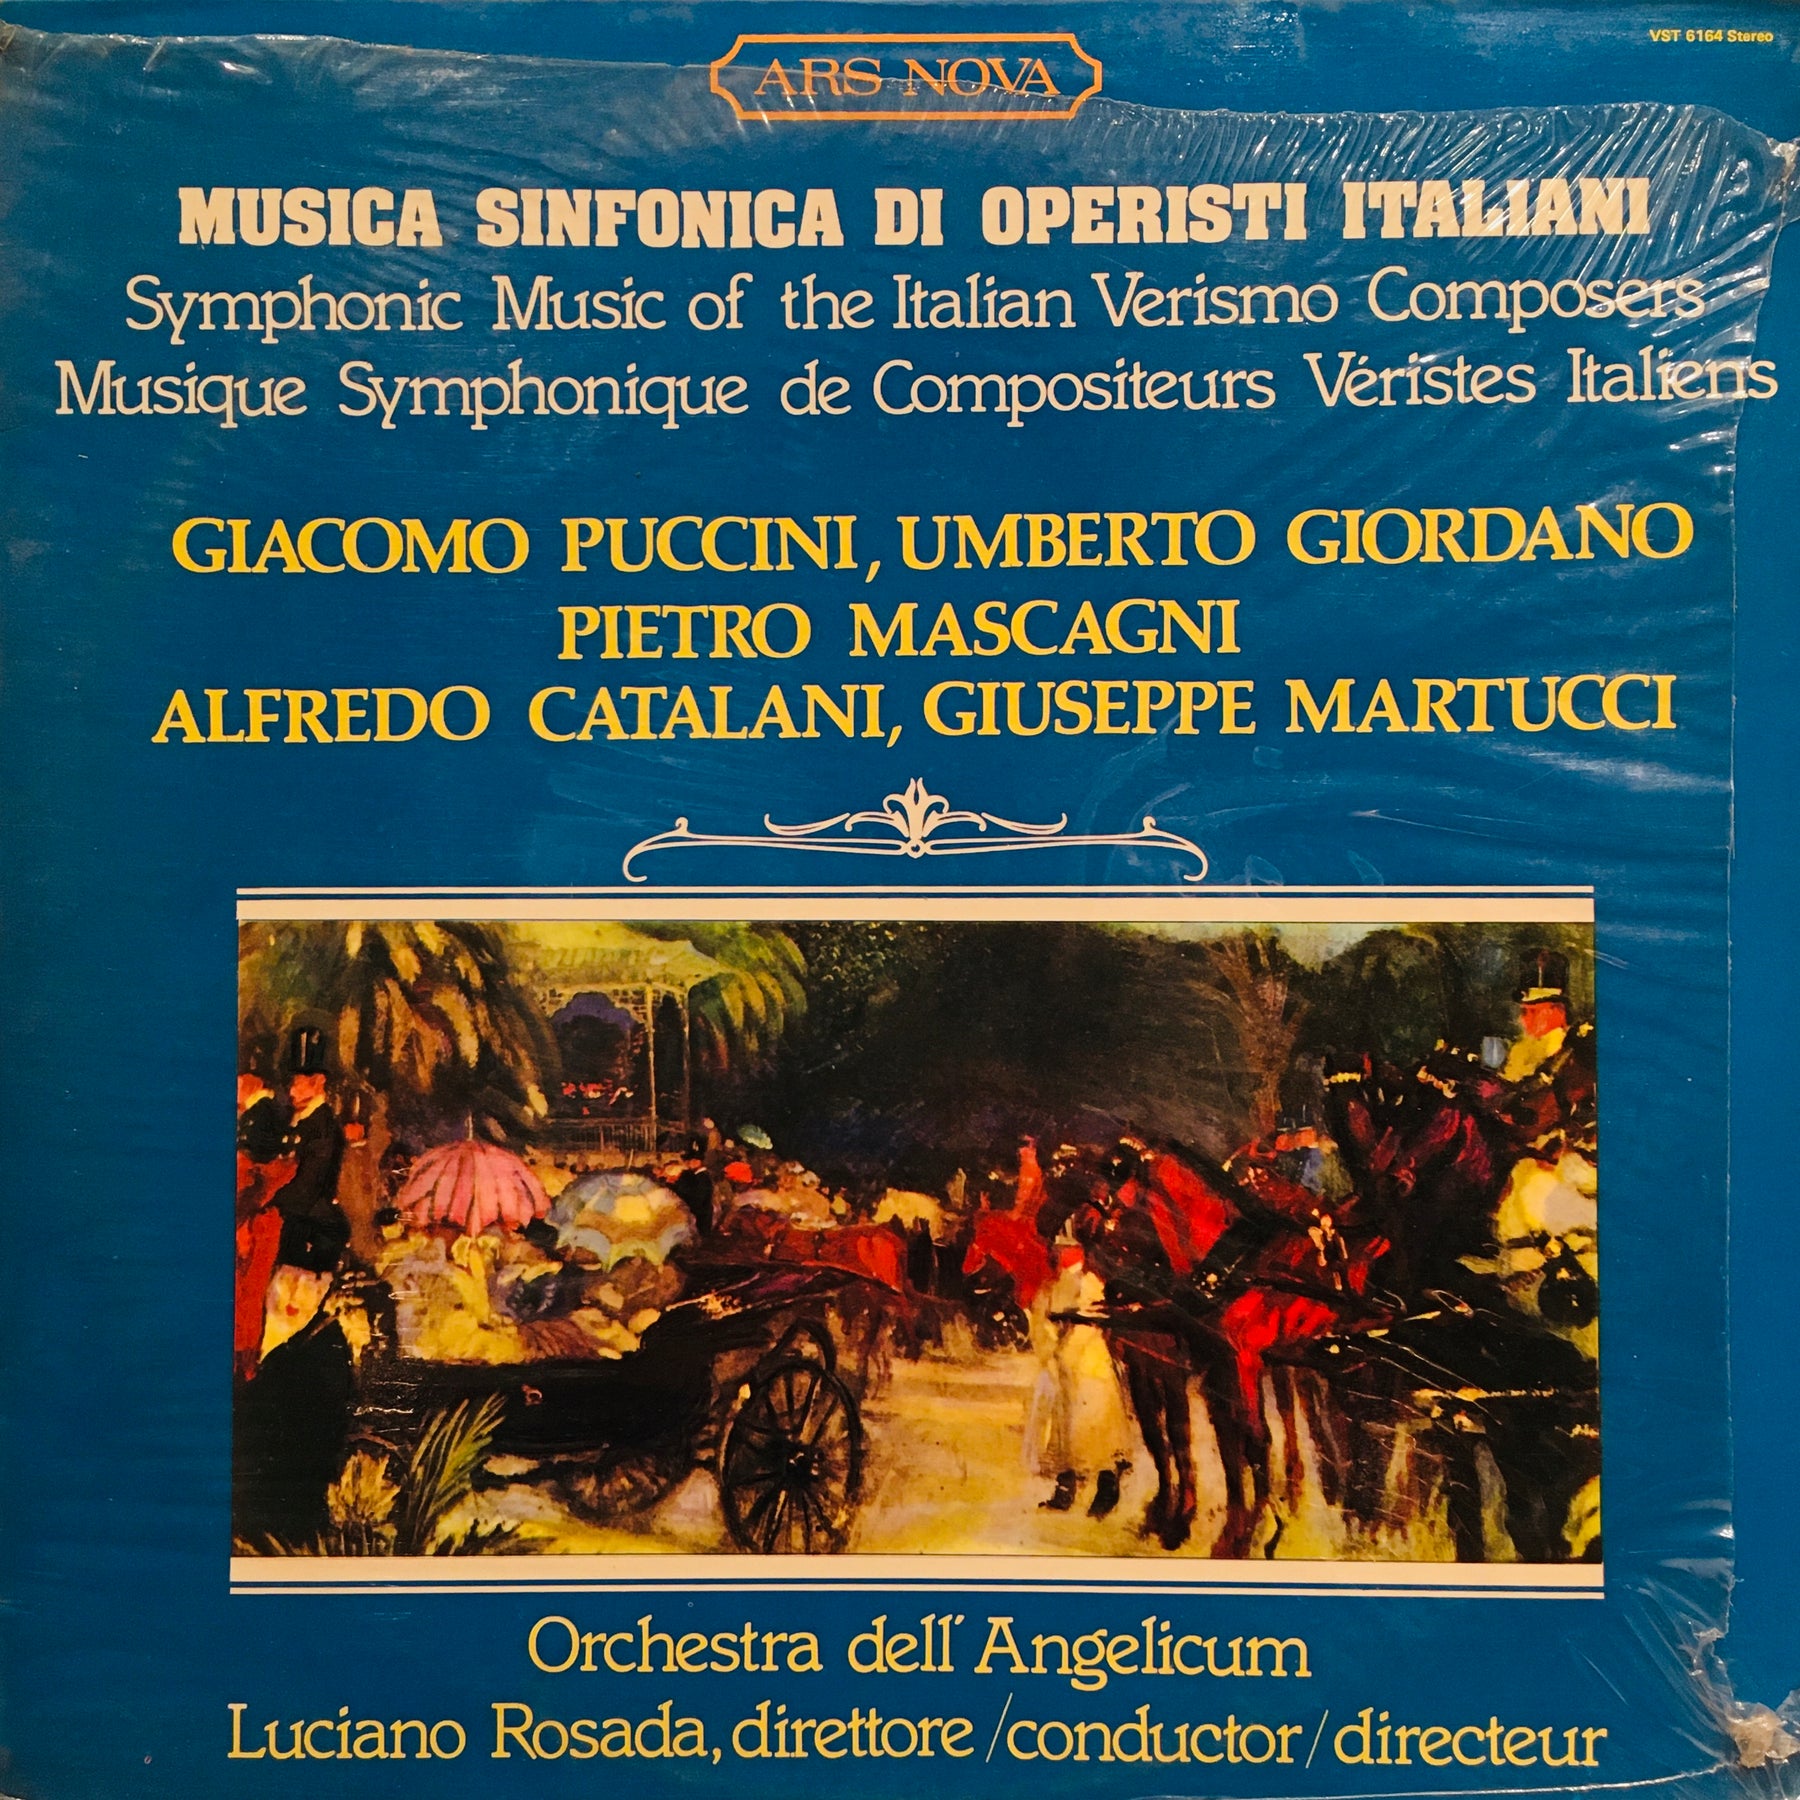 VST 6164 Stereo
ARS NOVA
MUSICA SINFONICA DI OPERISTI ITALIANI
Symphonic Music of the Italian Verismo Composers
Musique Symphonique de Compositeurs Véristes Italiens
GIACOMO PUCCINI, UMBERTO GIORDANO
PIETRO MASCAGNI
ALFREDO CATALANI, GIUSEPPE MARTUCCI
Orchestra dell' Angelicum
Luciano Rosada, direttore / conductor / directeur